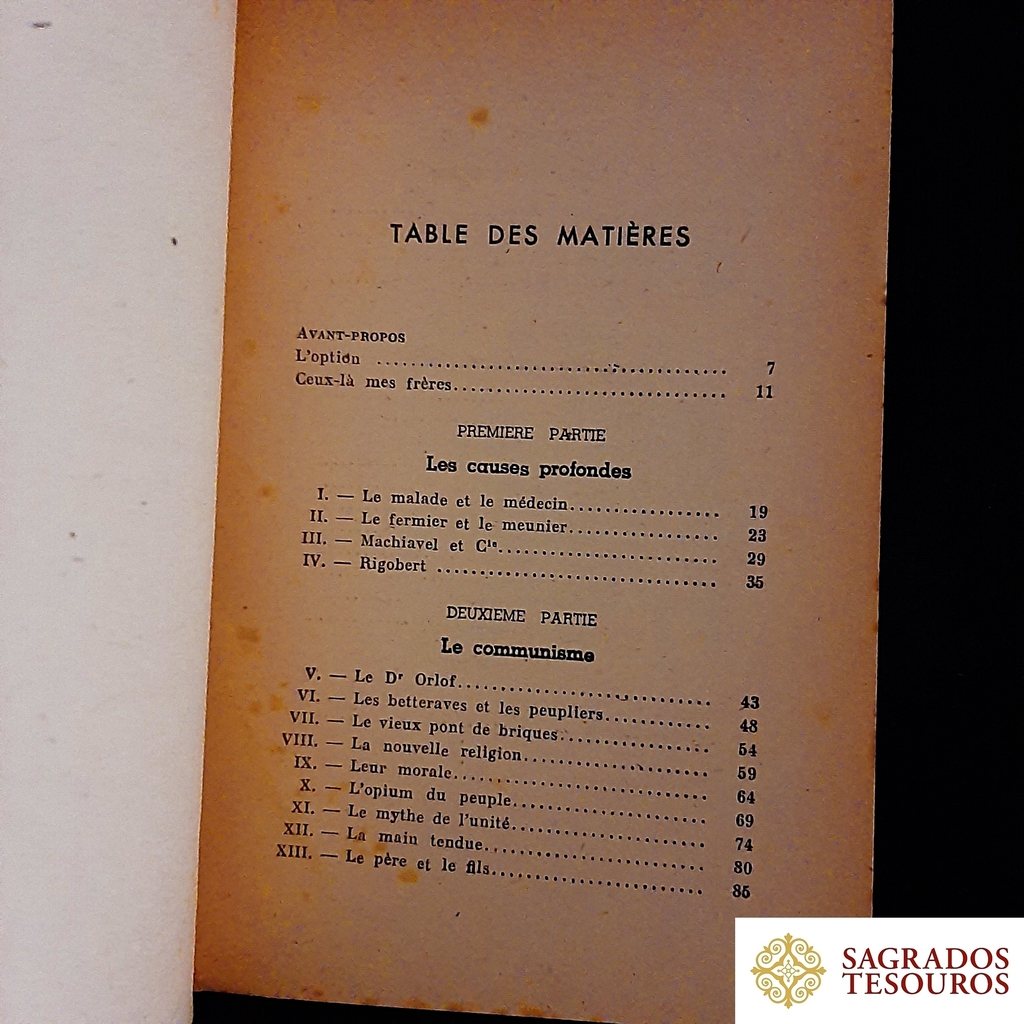 TABLE DES MATIÈRES
AVANT-PROPOS
L'option ........................................ 7
Ceux-là mes frères............................... 11
PREMIERE PARTIE
Les causes profondes
I. — Le malade et le médecin.................. 19
II. — Le fermier et le meunier.................. 23
III. — Machiavel et Cie.......................... 29
IV. — Rigobert ................................ 35
DEUXIEME PARTIE
Le communisme
V. — Le Dr Orlof............................... 43
VI. — Les betteraves et les peupliers............ 48
VII. — Le vieux pont de briques................. 54
VIII. — La nouvelle religion..................... 59
IX. — Leur morale.............................. 64
X. — L'opium du peuple........................ 69
XI. — Le mythe de l'unité....................... 74
XII. — La main tendue.......................... 80
XIII. — Le père et le fils.......................... 85
SAGRADOS
TESOUROS